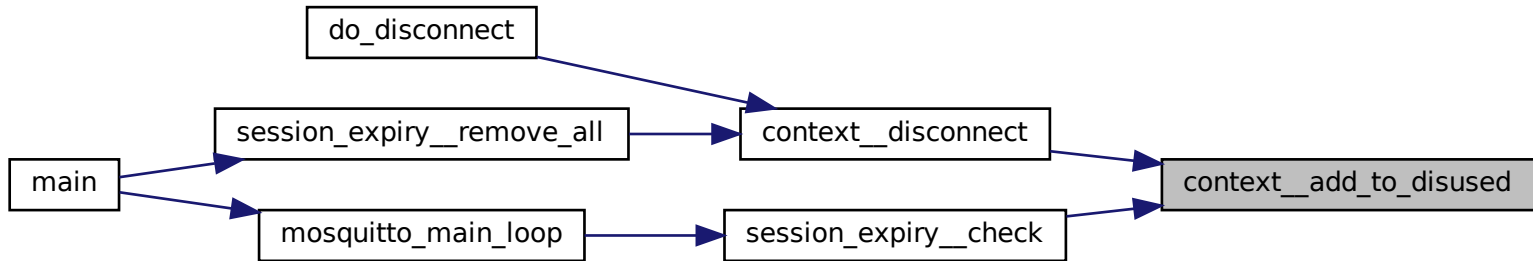 do_disconnect
session_expiry__remove_all
context__disconnect
main
context__add_to_disused
mosquitto_main_loop
session_expiry__check